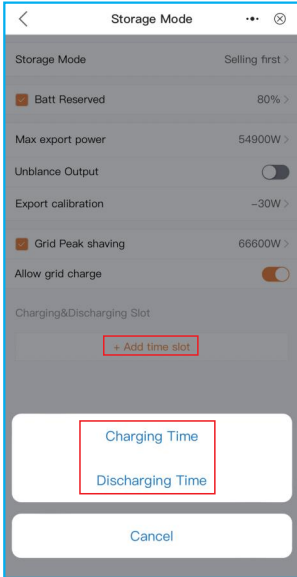 Storage Mode
Storage Mode Selling first
Batt Reserved 80%
Max export power 54900W
Unblance Output
Export calibration -30W
Grid Peak shaving 66600W
Allow grid charge
Charging&Discharging Slot
+ Add time slot
Charging Time
Discharging Time
Cancel